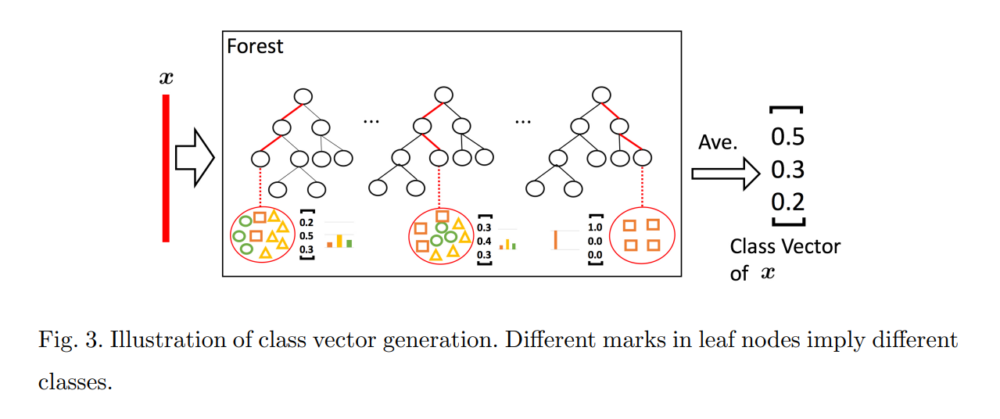 Forest
x
...
...
0.2
0.5
0.3
0.3
0.4
0.3
1.0
0.0
0.0
Ave.
0.5
0.3
0.2
Class Vector
of x
Fig. 3. Illustration of class vector generation. Different marks in leaf nodes imply different
classes.